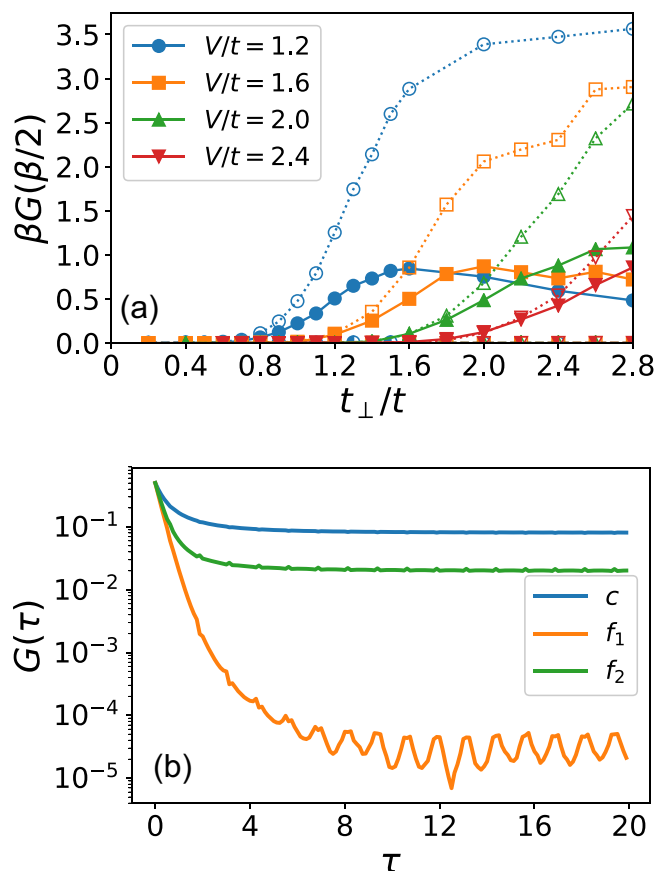 3.5
3.0
2.5
2.0
1.5
1.0
0.5
0.0
βG(β/2)
V/t = 1.2
V/t = 1.6
V/t = 2.0
V/t = 2.4
(a)
0 0.4 0.8 1.2 1.6 2.0 2.4 2.8
t⊥/t
10⁻¹
10⁻²
10⁻³
10⁻⁴
10⁻⁵
G(τ)
c
f₁
f₂
(b)
0 4 8 12 16 20
τ